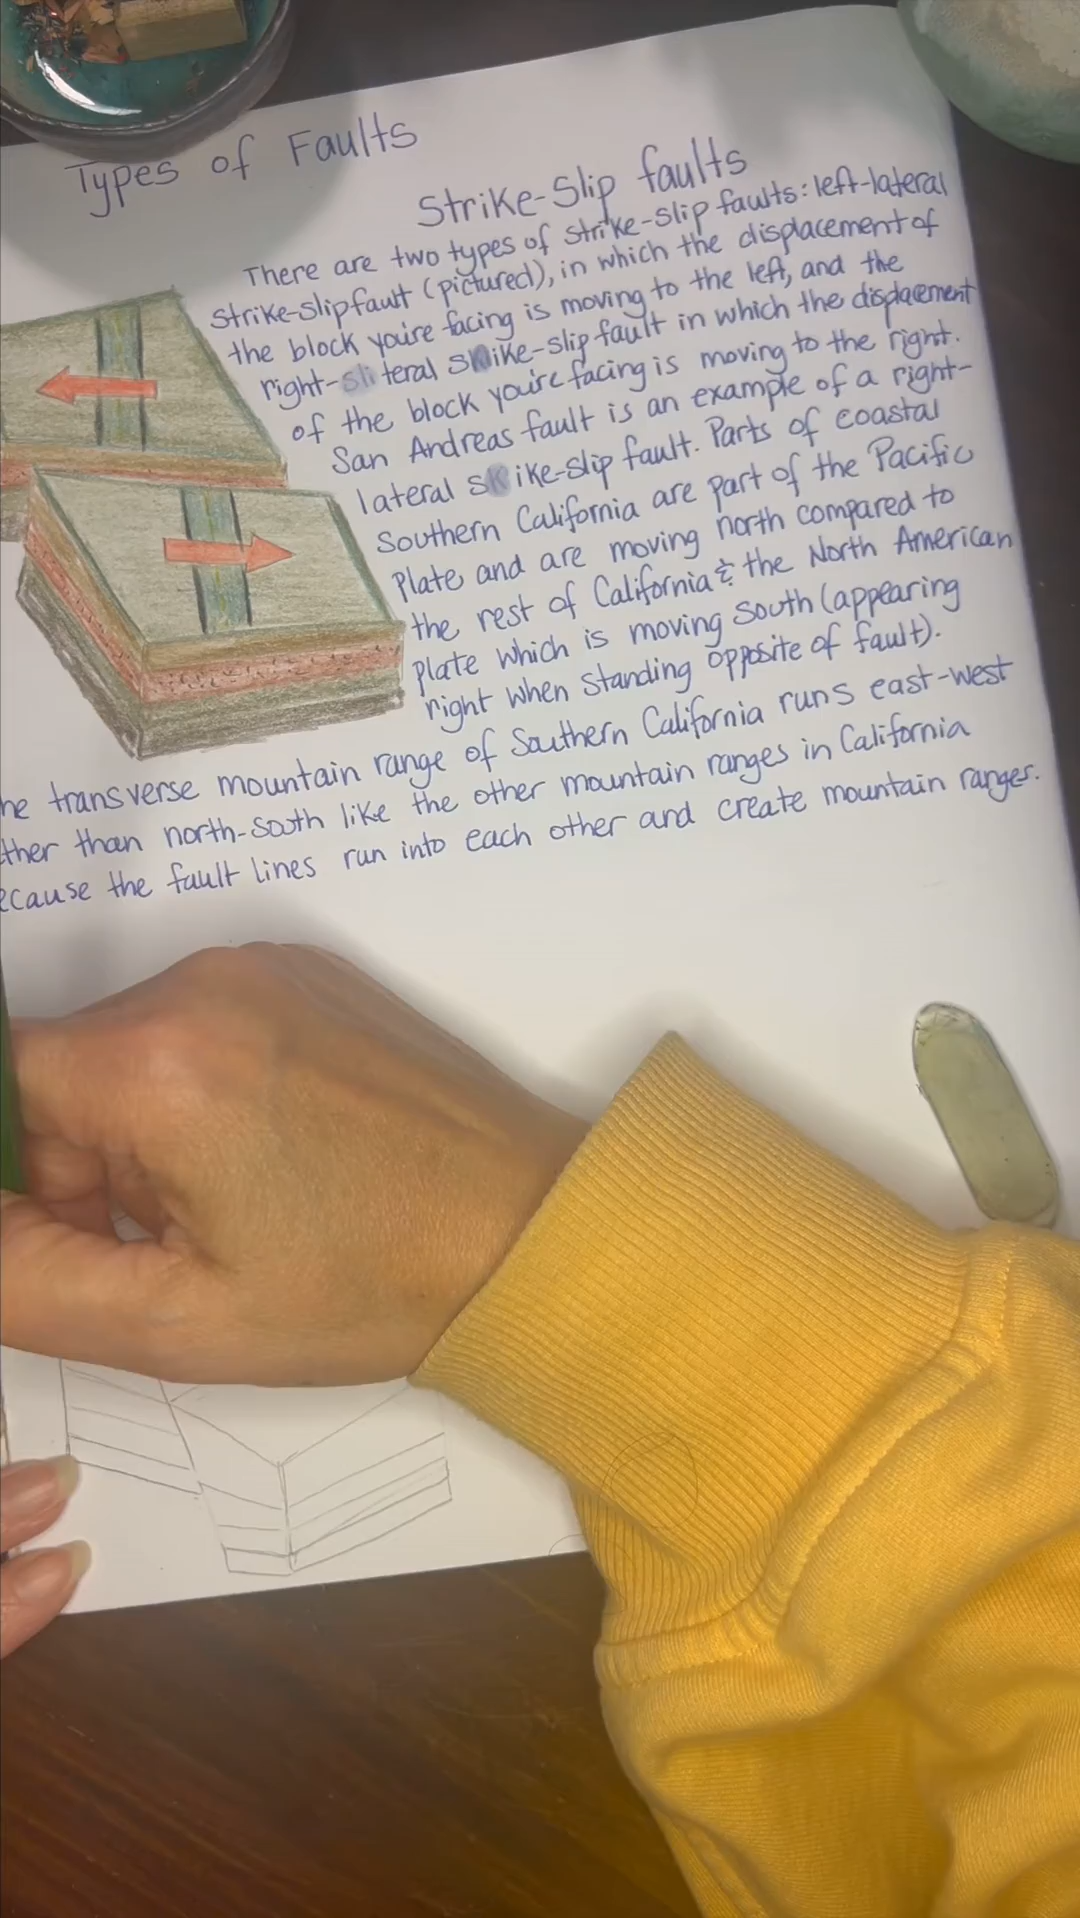 Types of Faults
Strike-Slip faults
There are two types of strike-slip faults: left-lateral
strike-slip fault (pictured), in which the displacement of
the block you're facing is moving to the left, and the
right- teral ike-slip fault in which the displacement
of the block you're facing is moving to the right.
San Andreas fault is an example of a right-
lateral s ike-slip fault. Parts of coastal
Southern California are part of the Pacific
Plate and are moving north compared to
the rest of California & the North American
plate which is moving south (appearing
right when standing opposite of fault).
he transverse mountain range of Southern California runs east-west
ther than north-south like the other mountain ranges in California
ecause the fault lines run into each other and create mountain ranges.